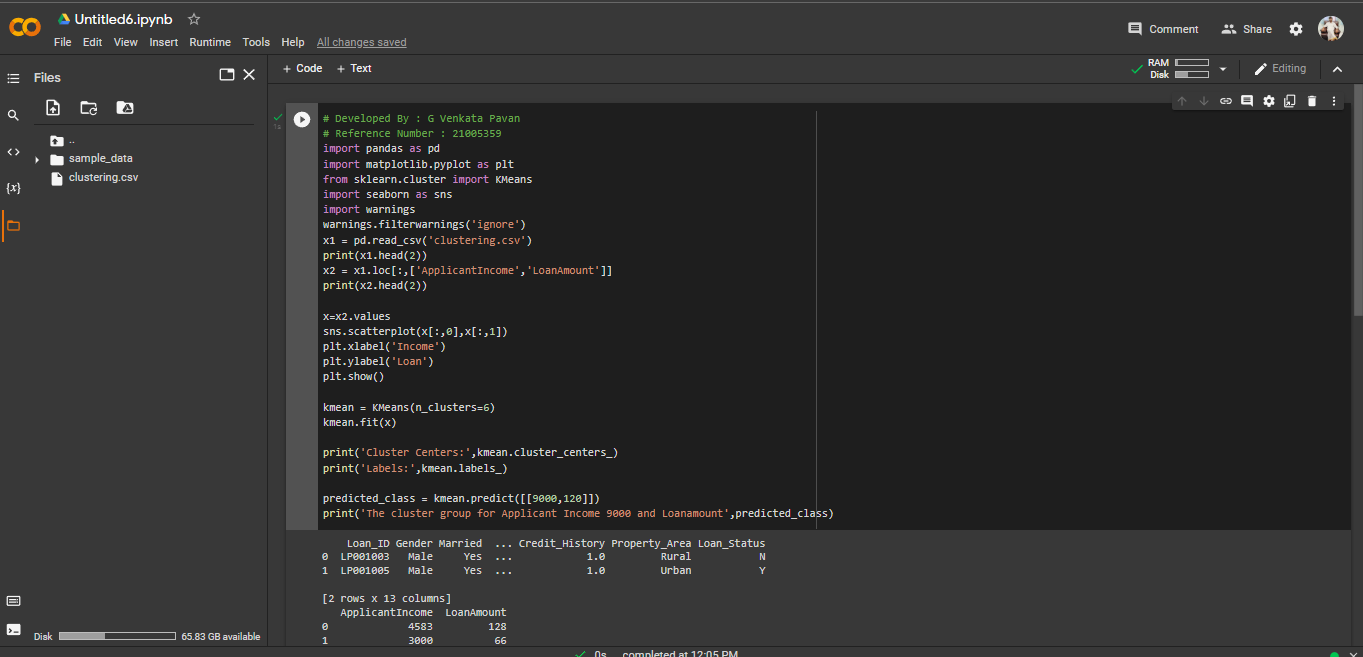 Untitled6.ipynb
File Edit View Insert Runtime Tools Help All changes saved
Comment Share
Files
+ Code + Text
RAM
Disk
Editing
..
sample_data
clustering.csv
{x}
1s
# Developed By : G Venkata Pavan
# Reference Number : 21005359
import pandas as pd
import matplotlib.pyplot as plt
from sklearn.cluster import KMeans
import seaborn as sns
import warnings
warnings.filterwarnings('ignore')
x1 = pd.read_csv('clustering.csv')
print(x1.head(2))
x2 = x1.loc[:,['ApplicantIncome','LoanAmount']]
print(x2.head(2))
x=x2.values
sns.scatterplot(x[:,0],x[:,1])
plt.xlabel('Income')
plt.ylabel('Loan')
plt.show()
kmean = KMeans(n_clusters=6)
kmean.fit(x)
print('Cluster Centers:',kmean.cluster_centers_)
print('Labels:',kmean.labels_)
predicted_class = kmean.predict([[9000,120]])
print('The cluster group for Applicant Income 9000 and Loanamount',predicted_class)
Loan_ID Gender Married ... Credit_History Property_Area Loan_Status
0 LP001003 Male Yes ... 1.0 Rural N
1 LP001005 Male Yes ... 1.0 Urban Y
[2 rows x 13 columns]
ApplicantIncome LoanAmount
0 4583 128
1 3000 66
Disk 65.83 GB available
0s completed at 12:05 PM